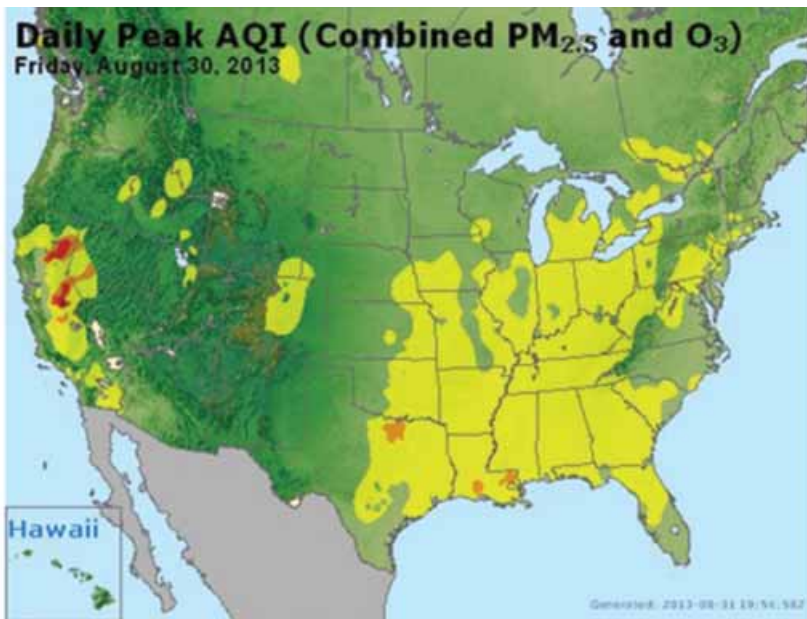 Daily Peak AQI (Combined PM2.5 and O3)
Friday, August 30, 2013
Hawaii
Generated: 2013-08-31 19:54:58Z